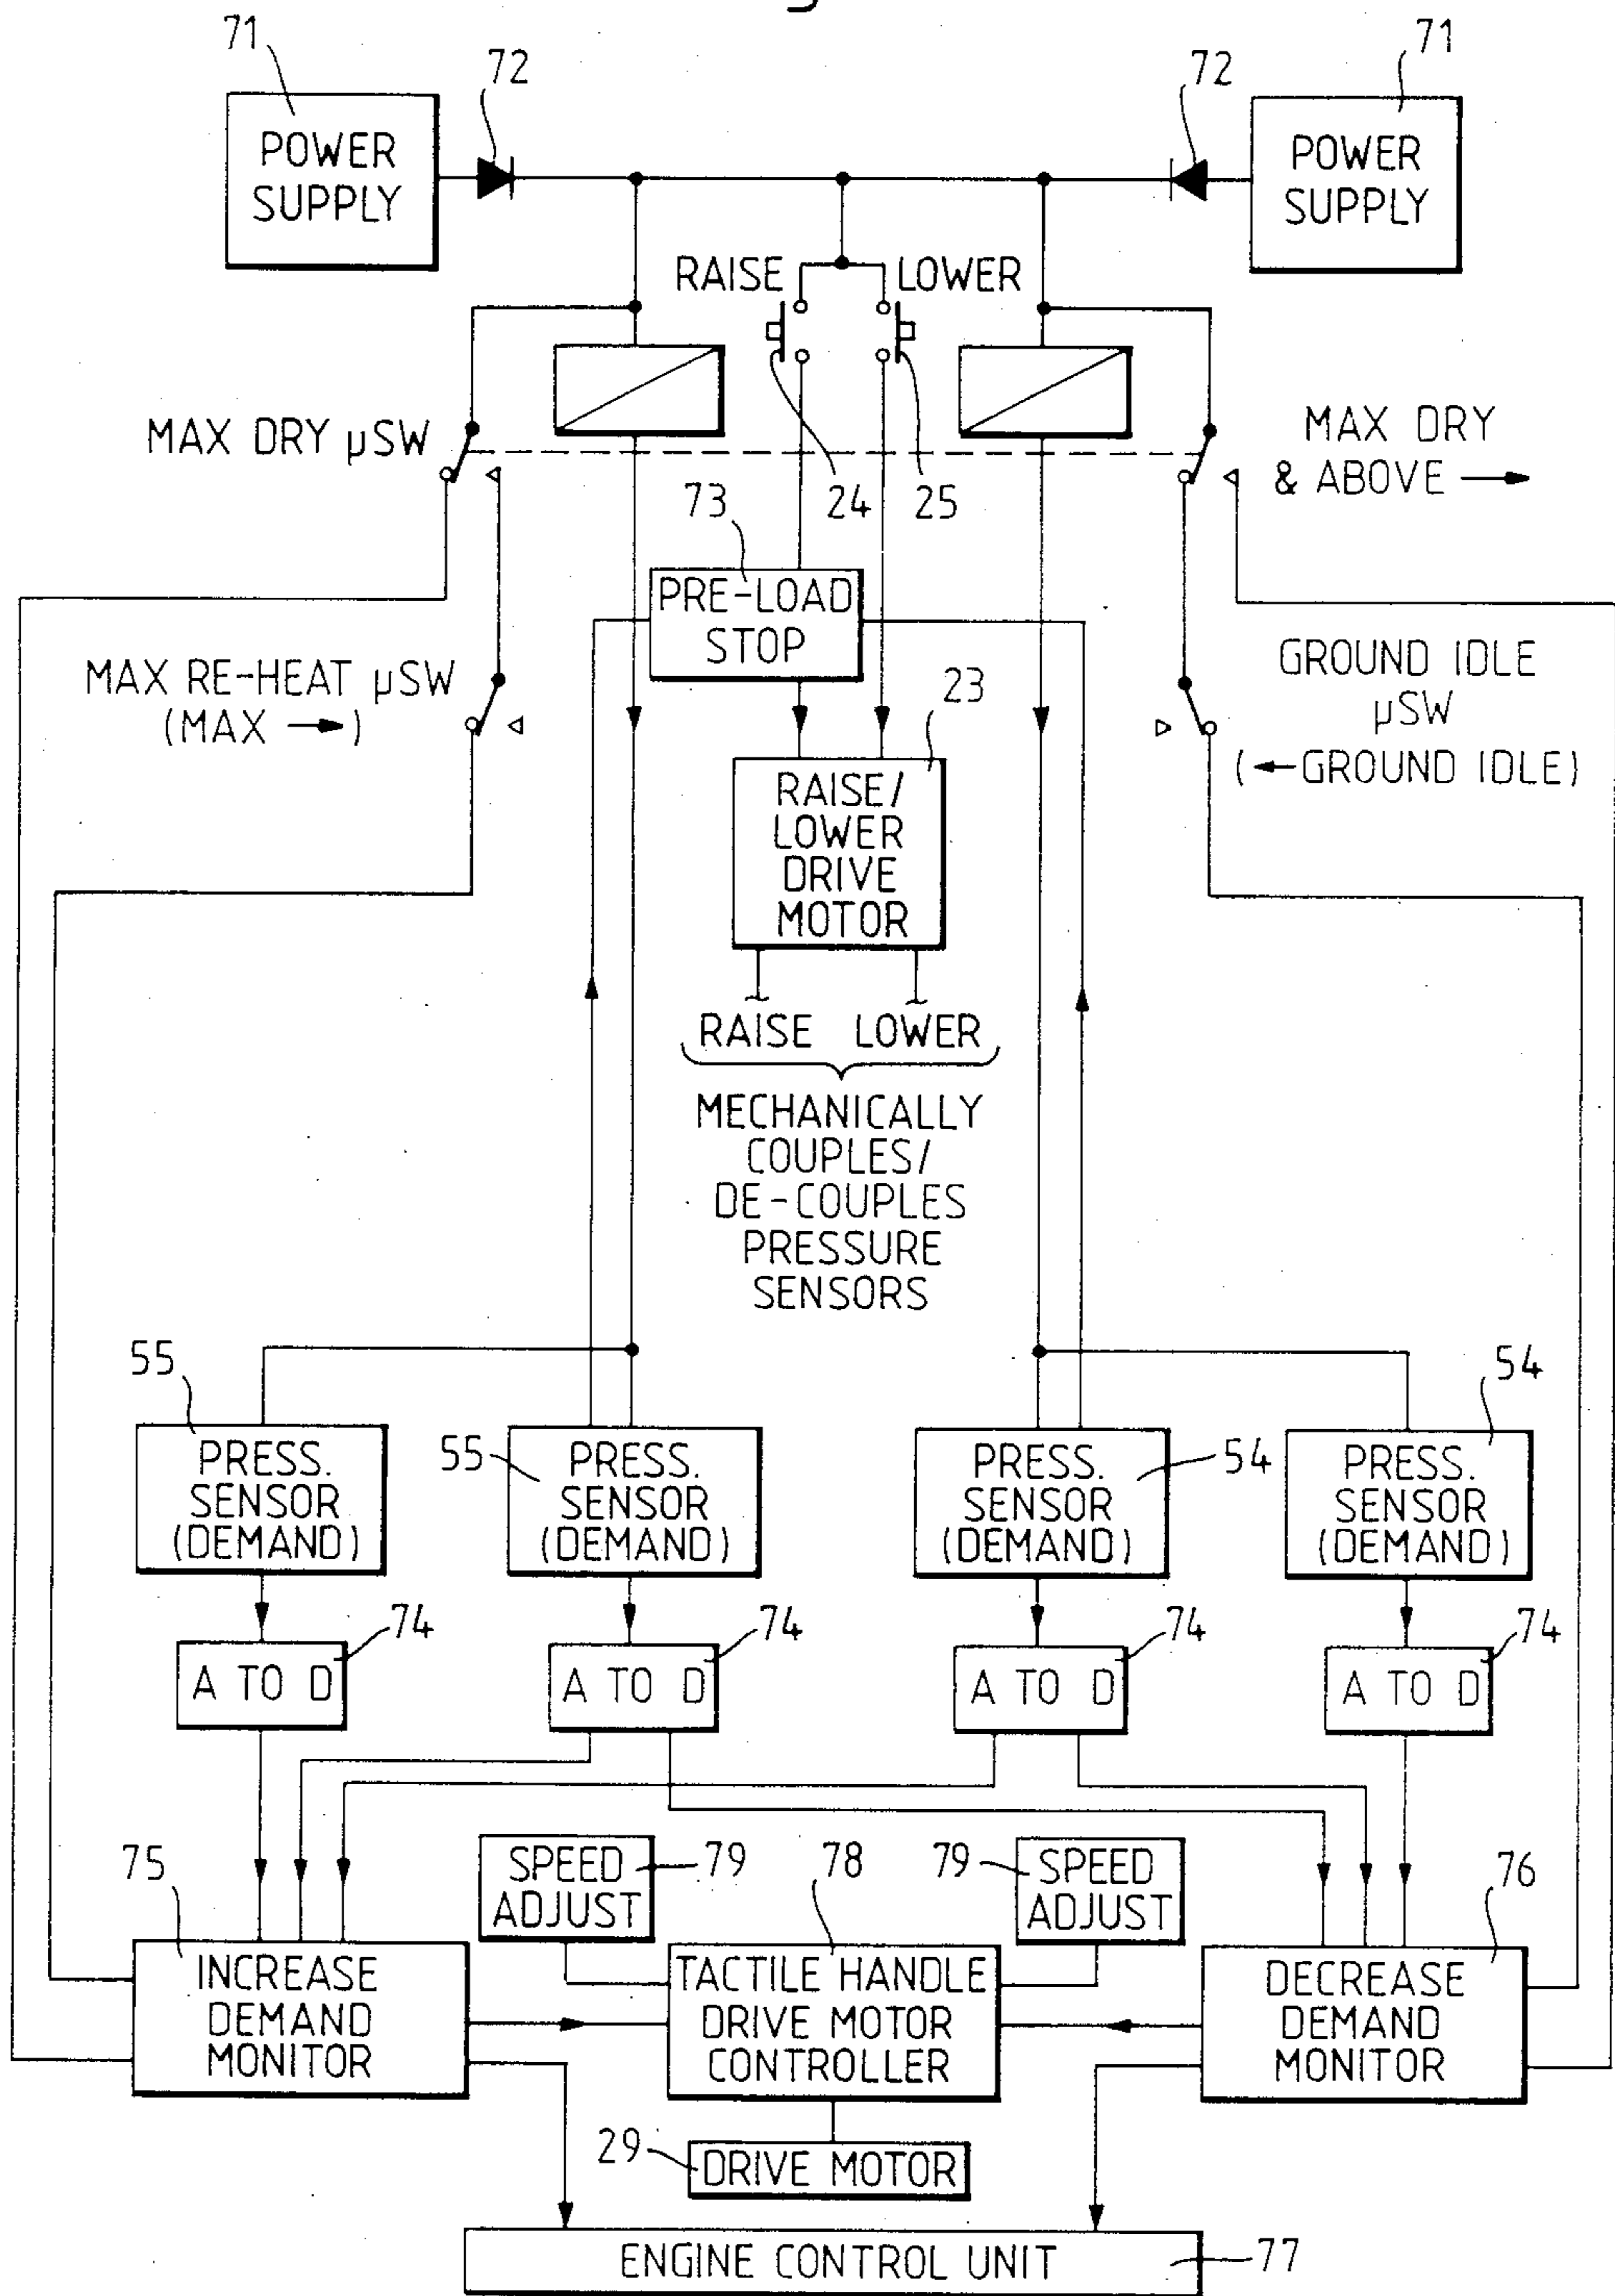 71
72
72
71
POWER
SUPPLY
POWER
SUPPLY
RAISE
LOWER
MAX DRY µSW
MAX DRY
& ABOVE
24
25
73
PRE-LOAD
STOP
MAX RE-HEAT µSW
(MAX →)
23
GROUND IDLE
µSW
(←GROUND IDLE)
RAISE/
LOWER
DRIVE
MOTOR
RAISE LOWER
MECHANICALLY
COUPLES/
DE-COUPLES
PRESSURE
SENSORS
55
PRESS.
SENSOR
(DEMAND)
55
PRESS.
SENSOR
(DEMAND)
54
PRESS.
SENSOR
(DEMAND)
54
PRESS.
SENSOR
(DEMAND)
74
A TO D
74
A TO D
74
A TO D
74
A TO D
75
INCREASE
DEMAND
MONITOR
SPEED
ADJUST
79
78
TACTILE HANDLE
DRIVE MOTOR
CONTROLLER
79
SPEED
ADJUST
76
DECREASE
DEMAND
MONITOR
29
DRIVE MOTOR
ENGINE CONTROL UNIT
77